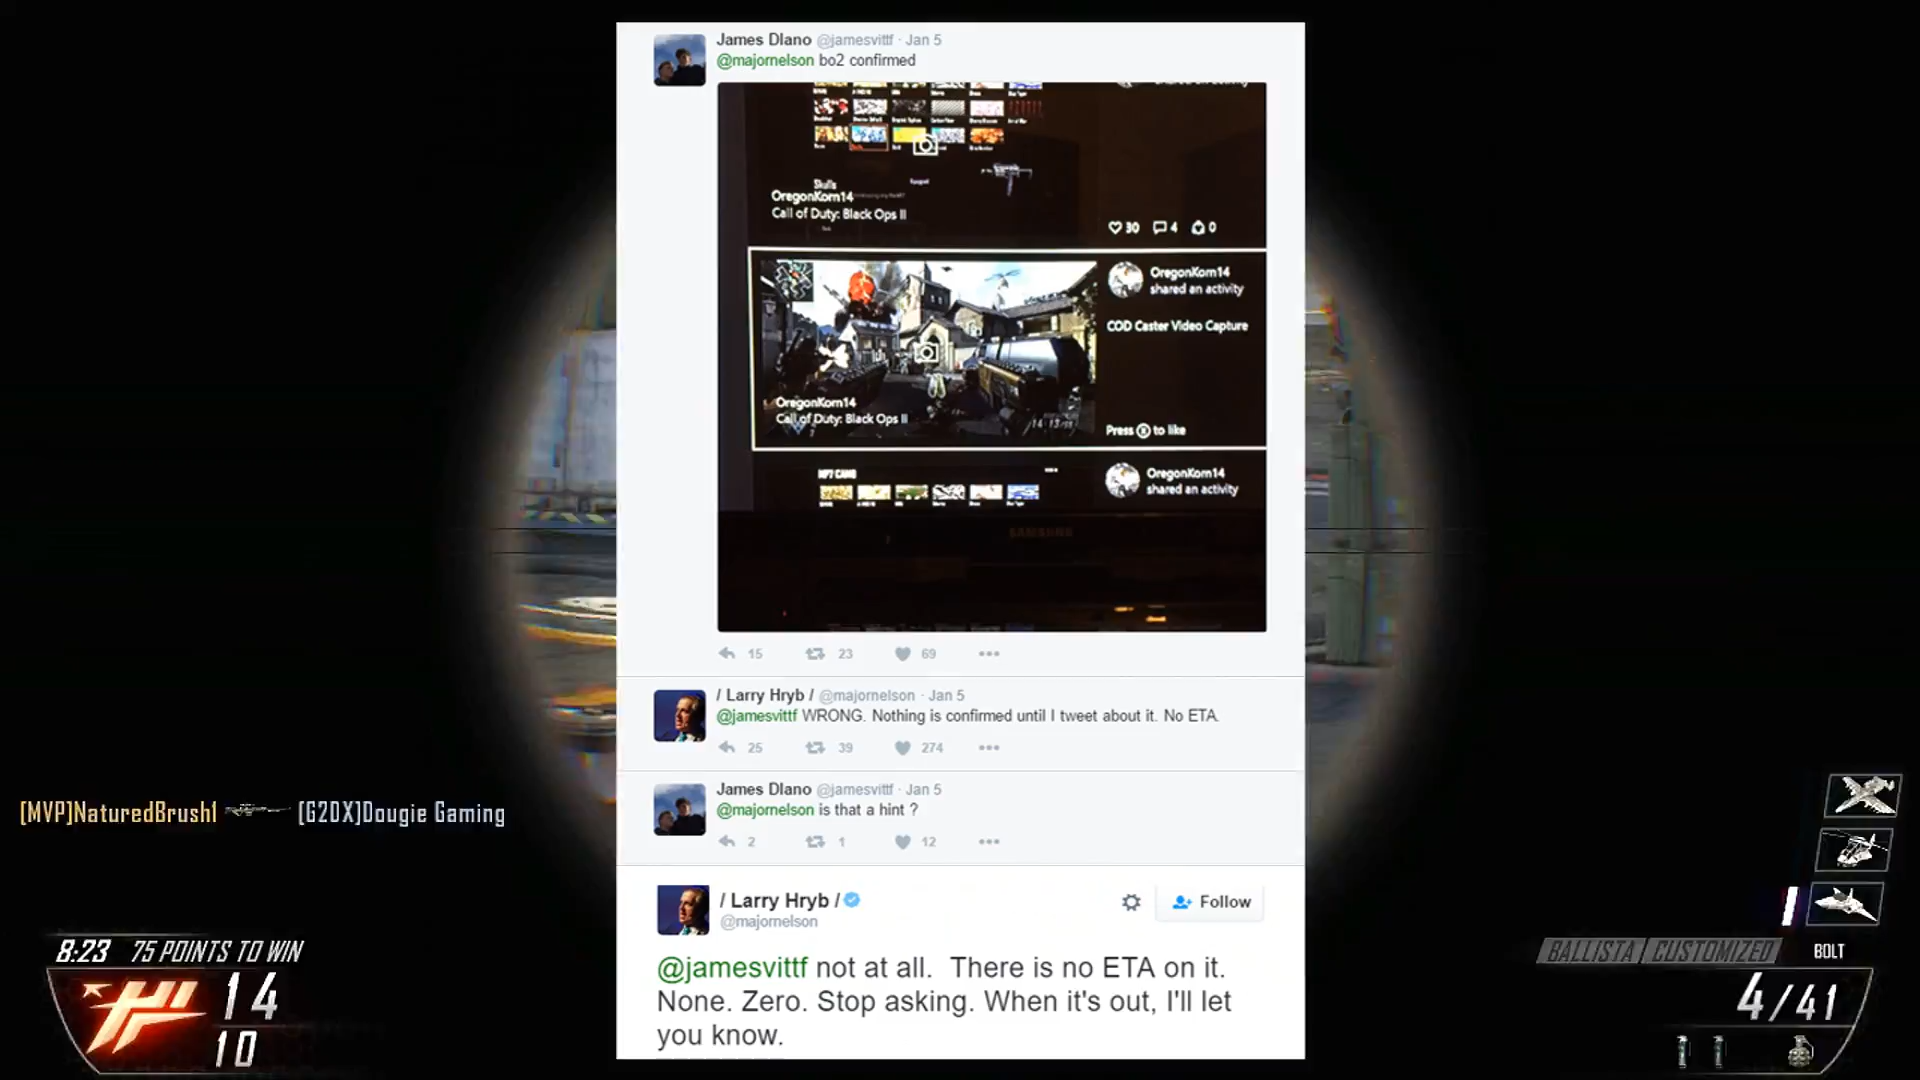 James Dlano @jamesvittf · Jan 5
@majornelson bo2 confirmed
Skulls
OregonKorn14
Call of Duty: Black Ops II
30 4 0
OregonKorn14
shared an activity
COD Caster Video Capture
OregonKorn14
Call of Duty: Black Ops II
Press X to like
MP7 CAMO
OregonKorn14
shared an activity
SAMSUNG
15 23 69
/ Larry Hryb / @majornelson · Jan 5
@jamesvittf WRONG. Nothing is confirmed until I tweet about it. No ETA.
25 39 274
James Dlano @jamesvittf · Jan 5
@majornelson is that a hint ?
2 1 12
/ Larry Hryb /
@majornelson
Follow
@jamesvittf not at all. There is no ETA on it.
None. Zero. Stop asking. When it's out, I'll let
you know.
[MVP]NaturedBrush1 [G2DX]Dougie Gaming
8:23 75 POINTS TO WIN
14
10
BALLISTA CUSTOMIZED BOLT
4/41